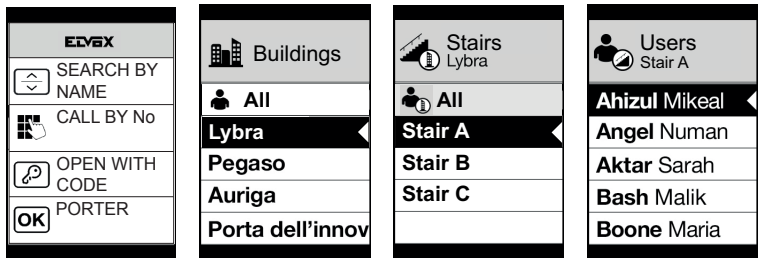 ELVOX
SEARCH BY
NAME
CALL BY No
OPEN WITH
CODE
OK PORTER
Buildings
All
Lybra
Pegaso
Auriga
Porta dell'innov
Stairs
Lybra
All
Stair A
Stair B
Stair C
Users
Stair A
Ahizul Mikeal
Angel Numan
Aktar Sarah
Bash Malik
Boone Maria